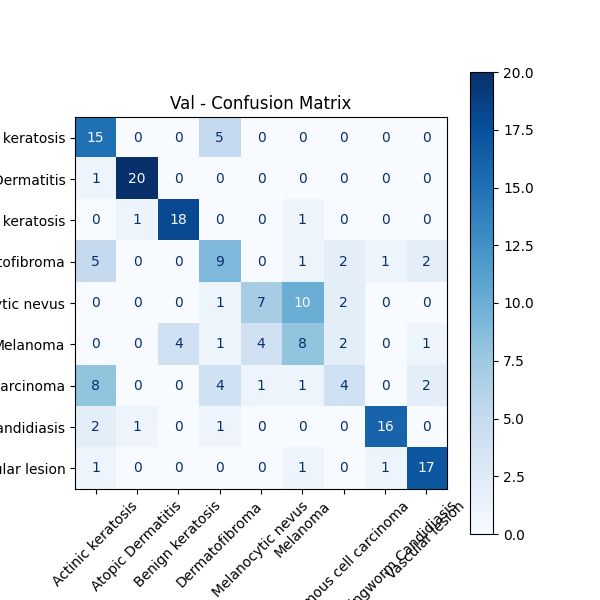 Val - Confusion Matrix
keratosis 15 0 0 5 0 0 0 0 0
Dermatitis 1 20 0 0 0 0 0 0 0
keratosis 0 1 18 0 0 1 0 0 0
tofibroma 5 0 0 9 0 1 2 1 2
ytic nevus 0 0 0 1 7 10 2 0 0
Melanoma 0 0 4 1 4 8 2 0 1
arcinoma 8 0 0 4 1 1 4 0 2
andidiasis 2 1 0 1 0 0 0 16 0
ular lesion 1 0 0 0 0 1 0 1 17
Actinic keratosis
Atopic Dermatitis
Benign keratosis
Dermatofibroma
Melanocytic nevus
Melanoma
mous cell carcinoma
ngworm Candidiasis
Vascular lesion
20.0
17.5
15.0
12.5
10.0
7.5
5.0
2.5
0.0